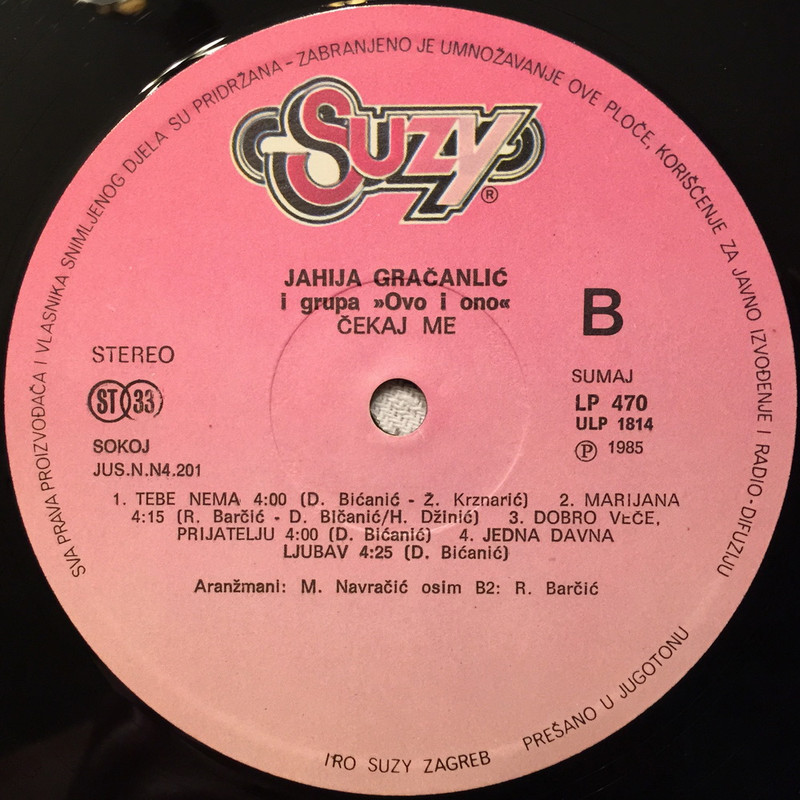 SVA PRAVA PROIZVOĐAČA I VLASNIKA SNIMLJENOG DJELA SU PRIDRŽANA – ZABRANJENO JE UMNOŽAVANJE OVE PLOČE, KORIŠĆENJE ZA JAVNO IZVOĐENJE I RADIO-DIFUZIJU
SUZY®
JAHIJA GRAČANLIĆ
i grupa »Ovo i ono«
ČEKAJ ME
B
STEREO
ST 33
SOKOJ
JUS.N.N4.201
SUMAJ
LP 470
ULP 1814
Ⓟ 1985
1. TEBE NEMA 4:00 (D. Bićanić - Ž. Krznarić) 2. MARIJANA
4:15 (R. Barčić - D. Bičanić/H. Džinić) 3. DOBRO VEČE,
PRIJATELJU 4:00 (D. Bićanić) 4. JEDNA DAVNA
LJUBAV 4:25 (D. Bićanić)
Aranžmani: M. Navračić osim B2: R. Barčić
IRO SUZY ZAGREB
PREŠANO U JUGOTONU